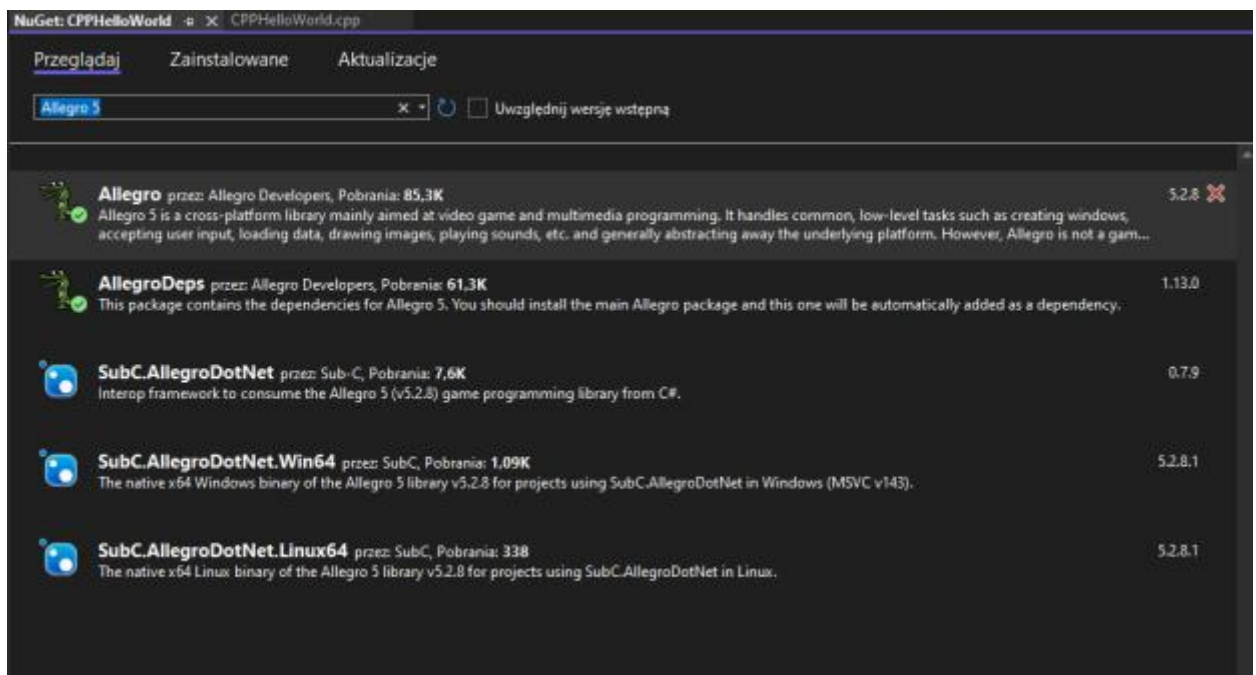 NuGet: CPPHelloWorld CPPHelloWorld.cpp
Przeglądaj Zainstalowane Aktualizacje
Allegro 5 Uwzględnij wersję wstępną
Allegro przez: Allegro Developers, Pobrania: 85,3K 5.2.8
Allegro 5 is a cross-platform library mainly aimed at video game and multimedia programming. It handles common, low-level tasks such as creating windows,
accepting user input, loading data, drawing images, playing sounds, etc. and generally abstracting away the underlying platform. However, Allegro is not a gam...
AllegroDeps przez: Allegro Developers, Pobrania: 61,3K 1.13.0
This package contains the dependencies for Allegro 5. You should install the main Allegro package and this one will be automatically added as a dependency.
SubC.AllegroDotNet przez: Sub-C, Pobrania: 7,6K 0.7.9
Interop framework to consume the Allegro 5 (v5.2.8) game programming library from C#.
SubC.AllegroDotNet.Win64 przez: SubC, Pobrania: 1,09K 5.2.8.1
The native x64 Windows binary of the Allegro 5 library v5.2.8 for projects using SubC.AllegroDotNet in Windows (MSVC v143).
SubC.AllegroDotNet.Linux64 przez: SubC, Pobrania: 338 5.2.8.1
The native x64 Linux binary of the Allegro 5 library v5.2.8 for projects using SubC.AllegroDotNet in Linux.